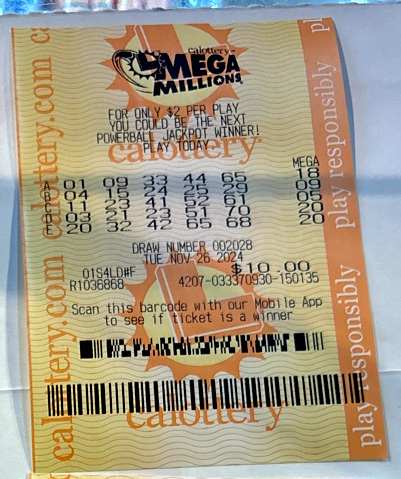 calottery
MEGA
MILLIONS
FOR ONLY $2 PER PLAY
YOU COULD BE THE NEXT
POWERBALL JACKPOT WINNER!
PLAY TODAY
calottery
MEGA
A 01 09 33 44 65 18
B 04 15 24 25 29 09
C 11 23 41 52 61 05
D 03 21 23 51 70 20
E 20 32 42 65 68 20
DRAW NUMBER 002028
TUE NOV 26 2024
$10.00
01S4LD#F
R1036868 4207-033370930-150135
Scan this barcode with our Mobile App
to see if ticket is a winner
calottery
calottery.com calottery.com
play responsibly
play responsibly